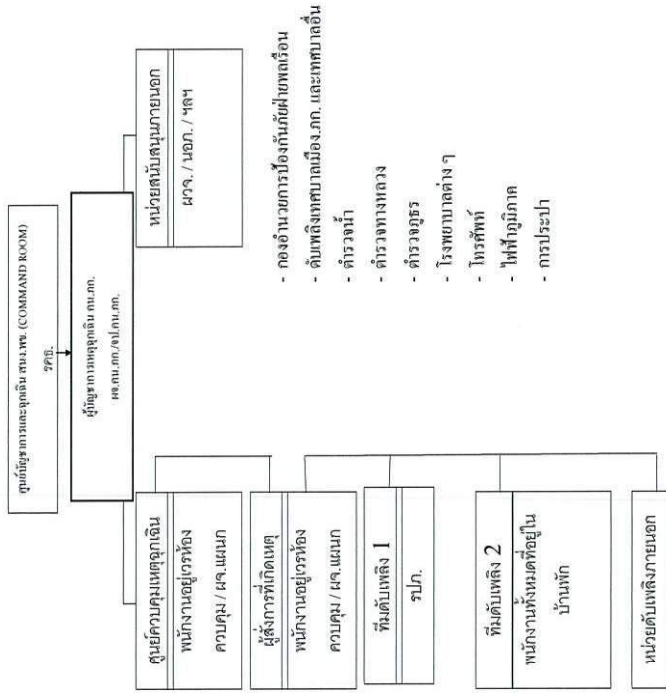 ศูนย์บัญชาการและฉุกเฉิน สนง.พข. (COMMAND ROOM)
รคธ.
ผู้บัญชาการเหตุฉุกเฉิน คน.ภก.
ผจ.คน.ภก./จป.คน.ภก.
หน่วยสนับสนุนภายนอก
ผวจ. / นอภ. / ฯลฯ
ศูนย์ควบคุมเหตุฉุกเฉิน
พนักงานอยู่เวรห้อง
ควบคุม / ผจ.แผนก
ผู้สั่งการที่เกิดเหตุ
พนักงานอยู่เวรห้อง
ควบคุม / ผจ.แผนก
ทีมดับเพลิง 1
รปภ.
ทีมดับเพลิง 2
พนักงานทั้งหมดที่อยู่ใน
บ้านพัก
หน่วยดับเพลิงภายนอก
- กองอำนวยการป้องกันภัยฝ่ายพลเรือน
- ดับเพลิงเทศบาลเมือง.ภก. และเทศบาลอื่น
- ตำรวจน้ำ
- ตำรวจทางหลวง
- ตำรวจภูธร
- โรงพยาบาลต่าง ๆ
- โทรศัพท์
- ไฟฟ้าภูมิภาค
- การประปา